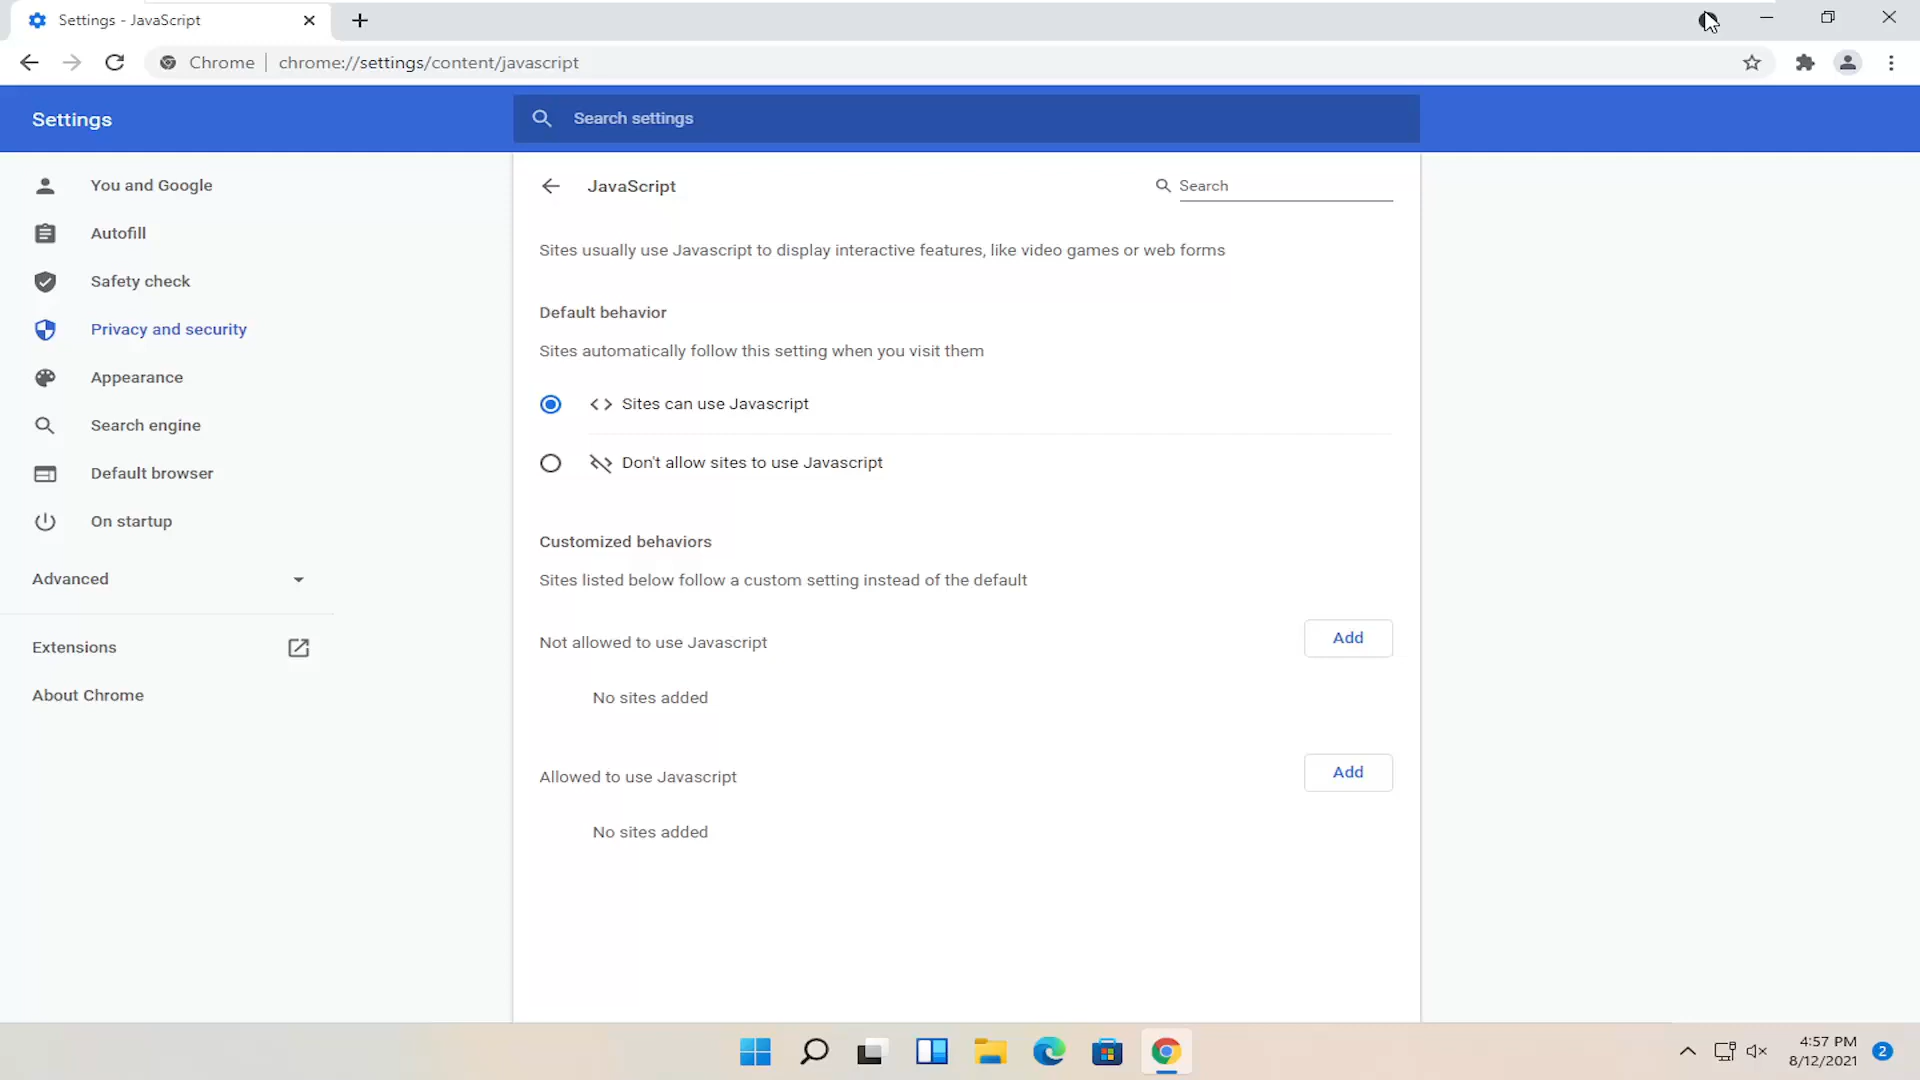 Settings - JavaScript
Chrome
chrome://settings/content/javascript
Settings
Search settings
You and Google
Autofill
Safety check
Privacy and security
Appearance
Search engine
Default browser
On startup
Advanced
Extensions
About Chrome
JavaScript
Search
Sites usually use Javascript to display interactive features, like video games or web forms
Default behavior
Sites automatically follow this setting when you visit them
Sites can use Javascript
Don't allow sites to use Javascript
Customized behaviors
Sites listed below follow a custom setting instead of the default
Not allowed to use Javascript
Add
No sites added
Allowed to use Javascript
Add
No sites added
4:57 PM
8/12/2021
2